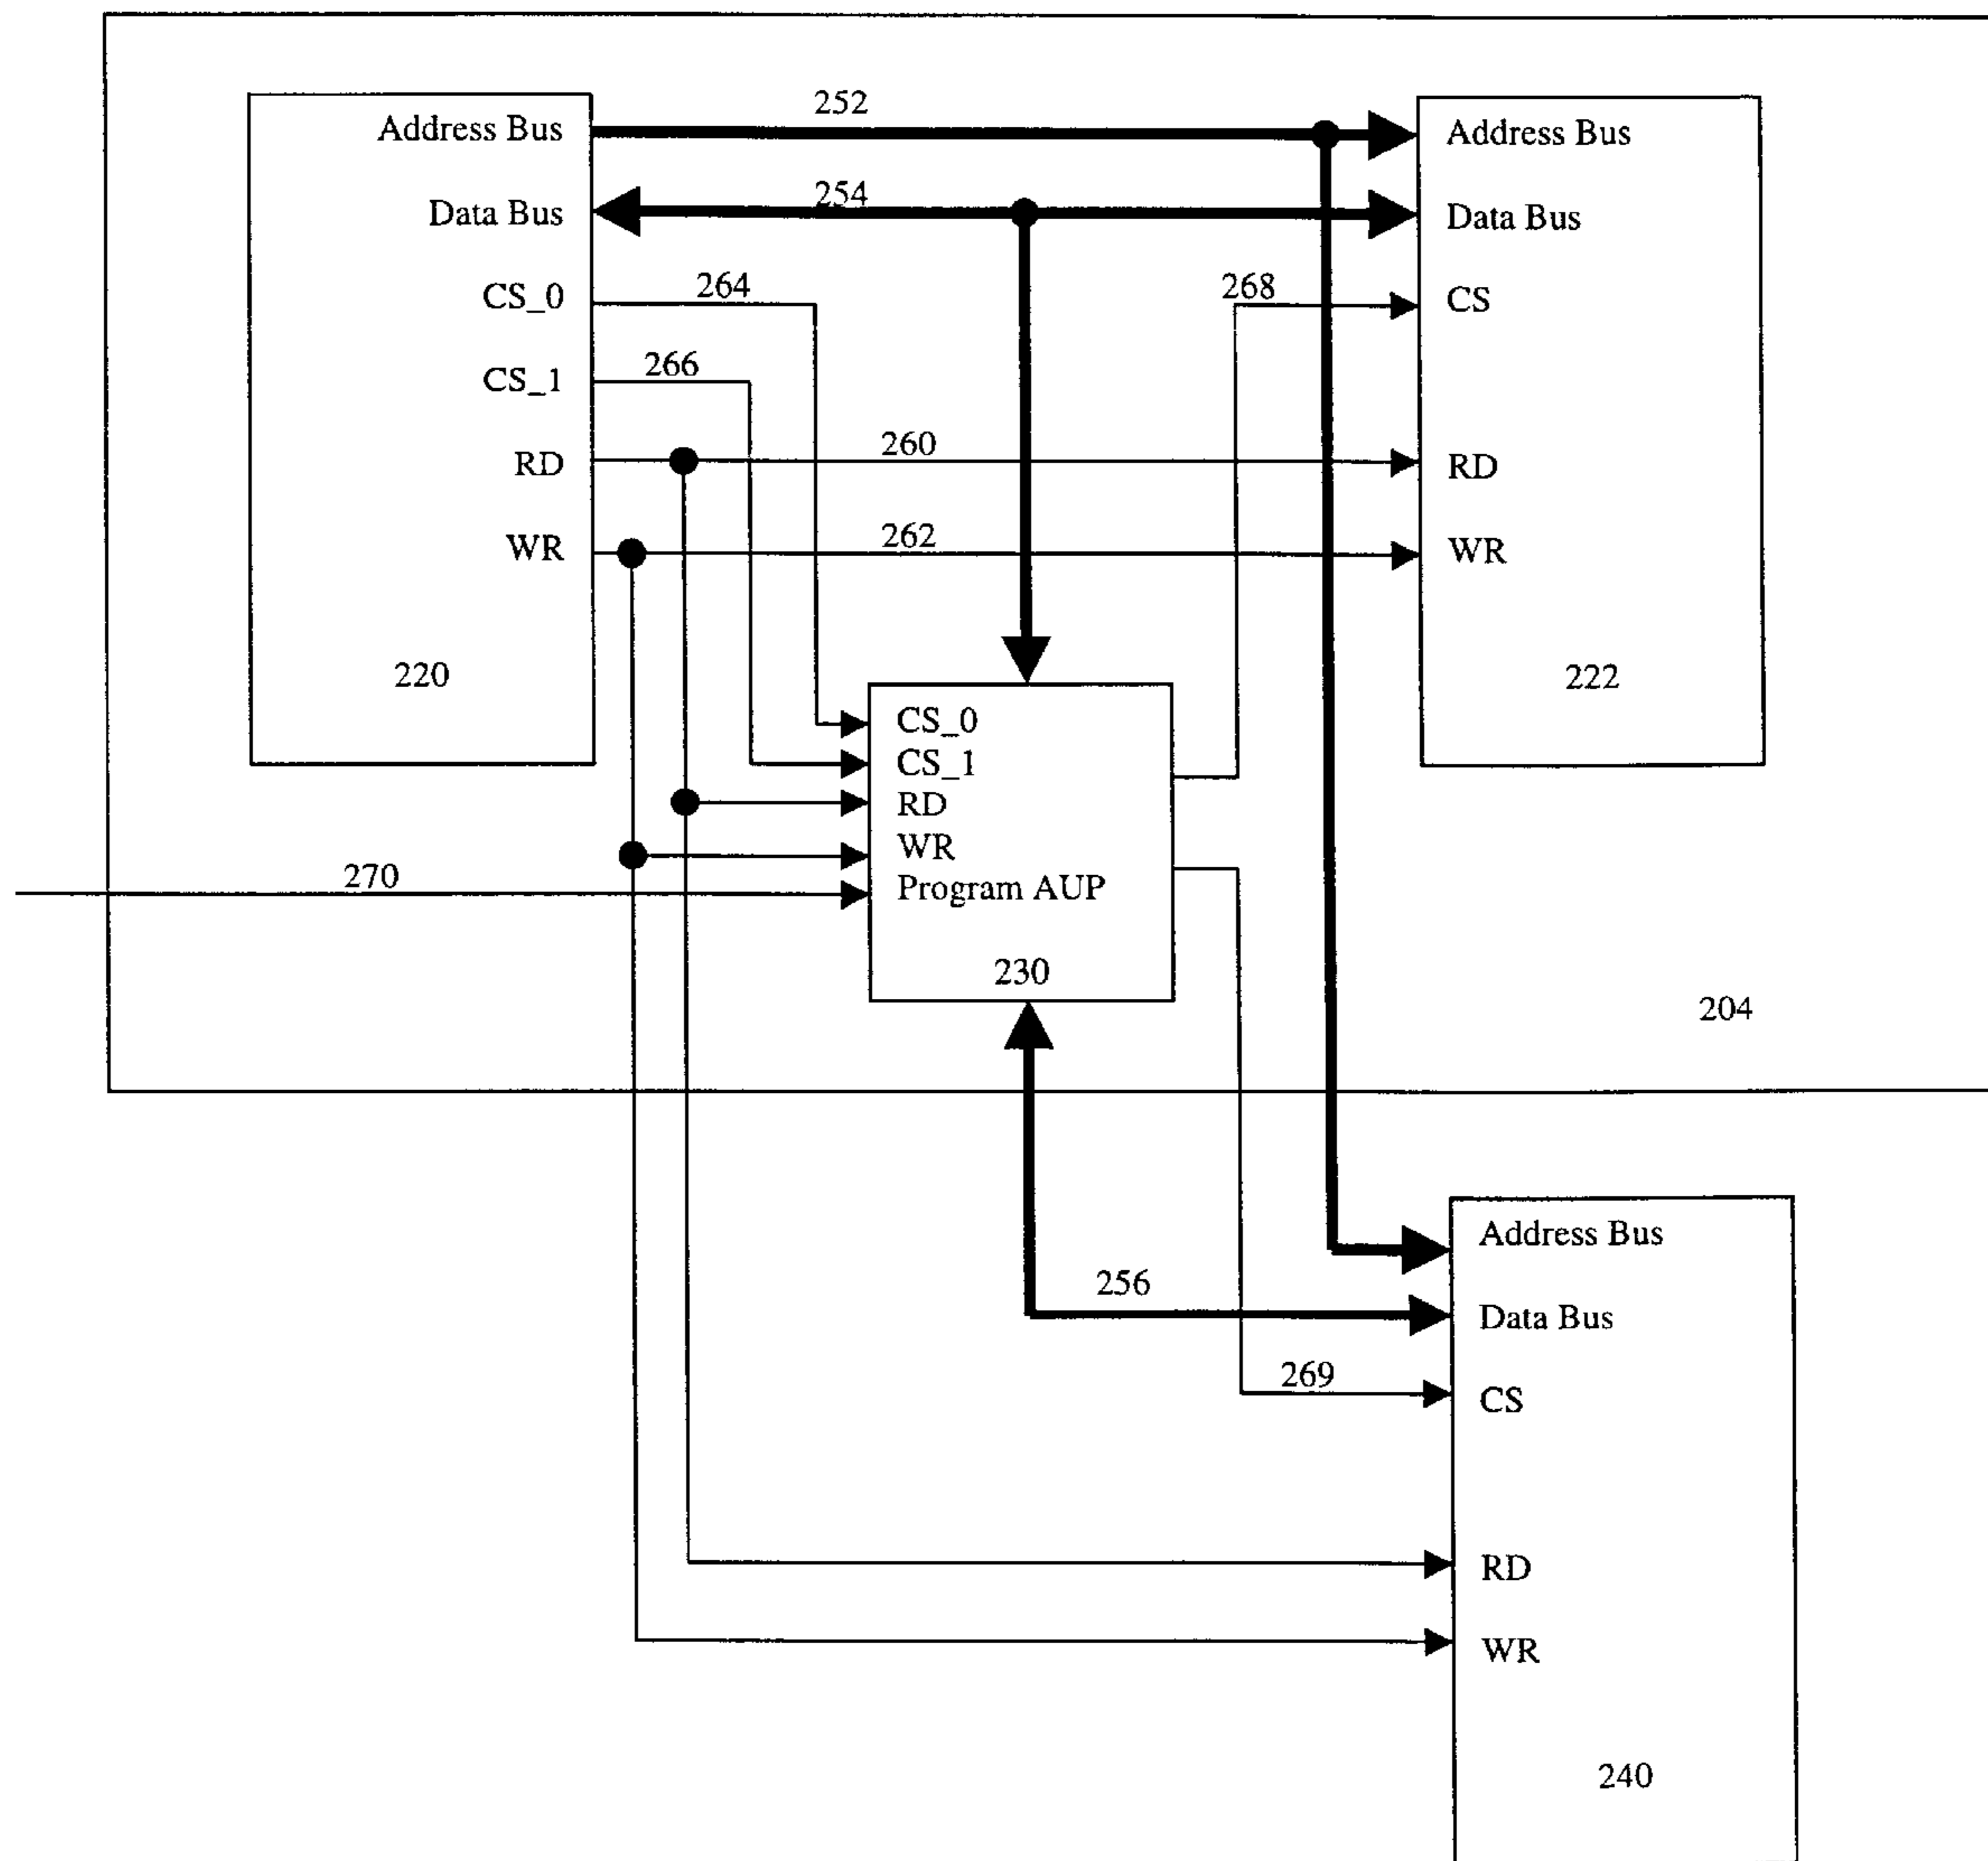 252
Address Bus
Address Bus
254
Data Bus
Data Bus
CS_0
264
268
CS
CS_1
266
RD
260
RD
WR
262
WR
220
222
CS_0
CS_1
RD
WR
270
Program AUP
230
204
Address Bus
256
Data Bus
269
CS
RD
WR
240